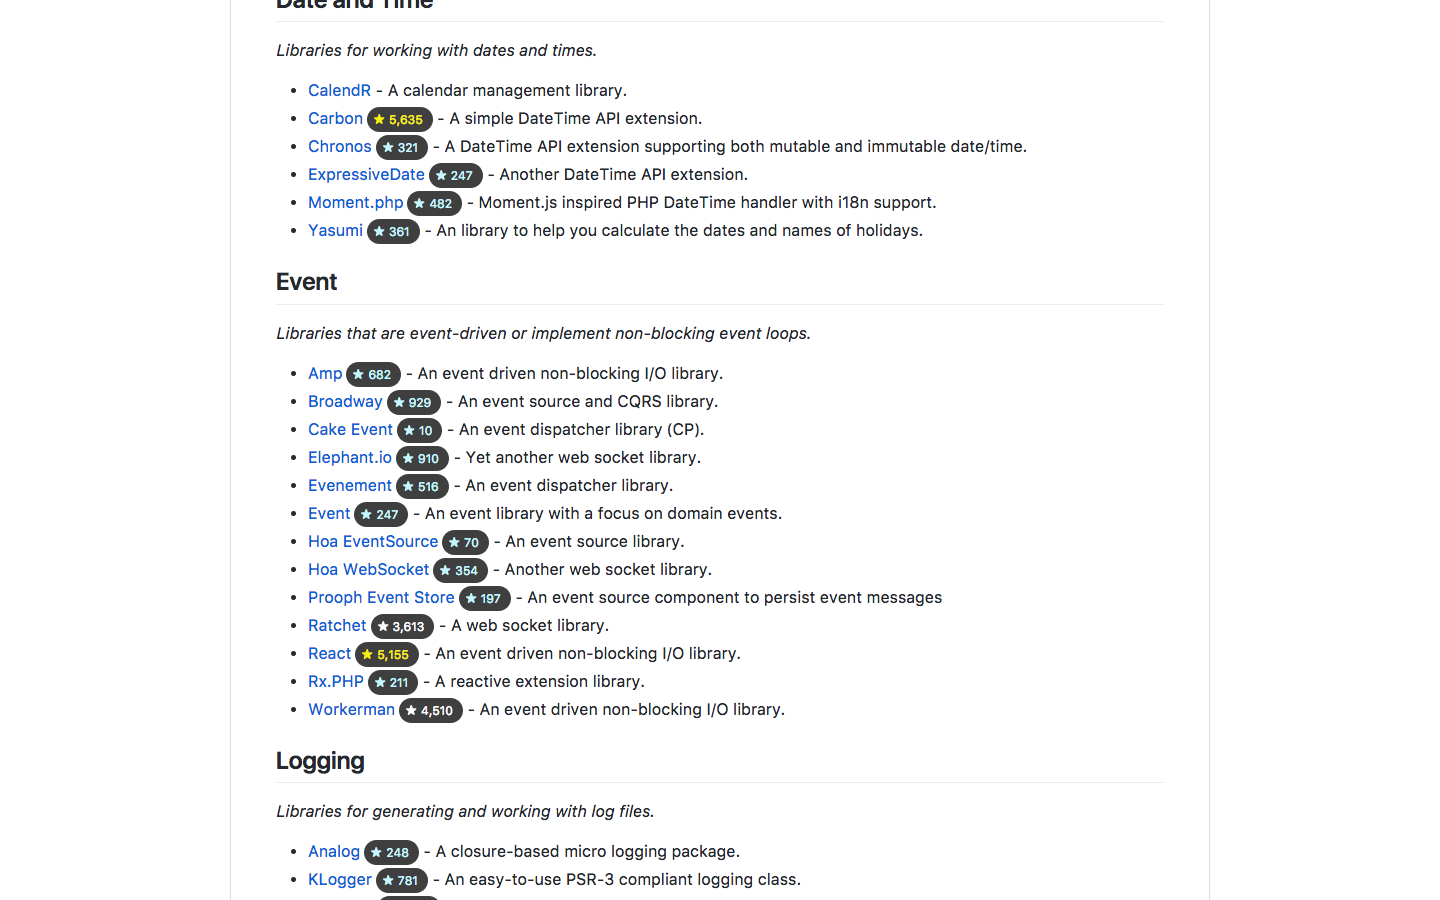 Date and Time
Libraries for working with dates and times.
CalendR - A calendar management library.
Carbon ★ 5,635 - A simple DateTime API extension.
Chronos ★ 321 - A DateTime API extension supporting both mutable and immutable date/time.
ExpressiveDate ★ 247 - Another DateTime API extension.
Moment.php ★ 482 - Moment.js inspired PHP DateTime handler with i18n support.
Yasumi ★ 361 - An library to help you calculate the dates and names of holidays.
Event
Libraries that are event-driven or implement non-blocking event loops.
Amp ★ 682 - An event driven non-blocking I/O library.
Broadway ★ 929 - An event source and CQRS library.
Cake Event ★ 10 - An event dispatcher library (CP).
Elephant.io ★ 910 - Yet another web socket library.
Evenement ★ 516 - An event dispatcher library.
Event ★ 247 - An event library with a focus on domain events.
Hoa EventSource ★ 70 - An event source library.
Hoa WebSocket ★ 354 - Another web socket library.
Prooph Event Store ★ 197 - An event source component to persist event messages
Ratchet ★ 3,613 - A web socket library.
React ★ 5,155 - An event driven non-blocking I/O library.
Rx.PHP ★ 211 - A reactive extension library.
Workerman ★ 4,510 - An event driven non-blocking I/O library.
Logging
Libraries for generating and working with log files.
Analog ★ 248 - A closure-based micro logging package.
KLogger ★ 781 - An easy-to-use PSR-3 compliant logging class.